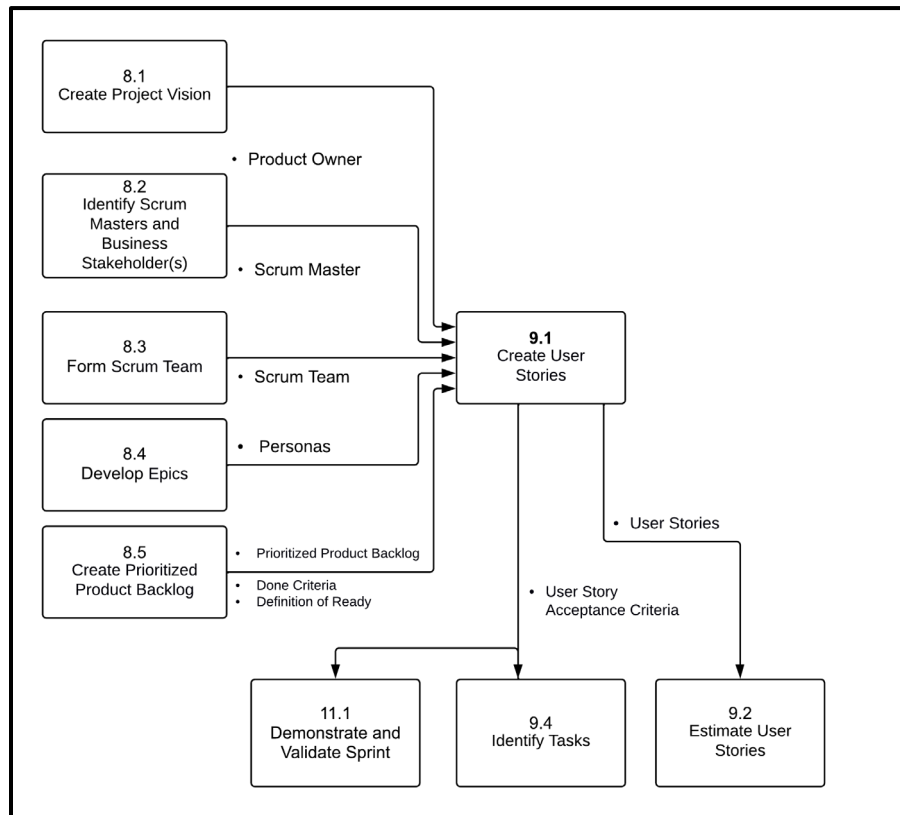 8.1
Create Project Vision
• Product Owner
8.2
Identify Scrum
Masters and
Business
Stakeholder(s)
• Scrum Master
8.3
Form Scrum Team
• Scrum Team
9.1
Create User
Stories
8.4
Develop Epics
• Personas
8.5
Create Prioritized
Product Backlog
• Prioritized Product Backlog
• Done Criteria
• Definition of Ready
• User Stories
• User Story
Acceptance Criteria
11.1
Demonstrate and
Validate Sprint
9.4
Identify Tasks
9.2
Estimate User
Stories